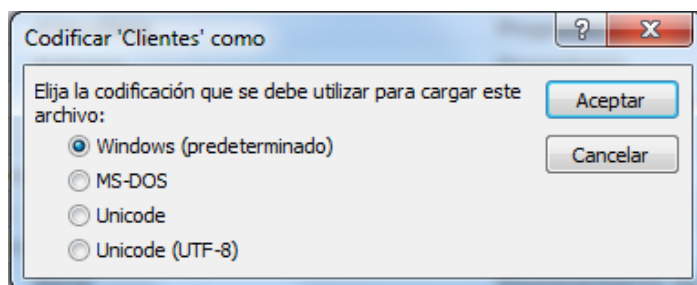 Codificar 'Clientes' como
Elija la codificación que se debe utilizar para cargar este
archivo:
Windows (predeterminado)
MS-DOS
Unicode
Unicode (UTF-8)
Aceptar
Cancelar